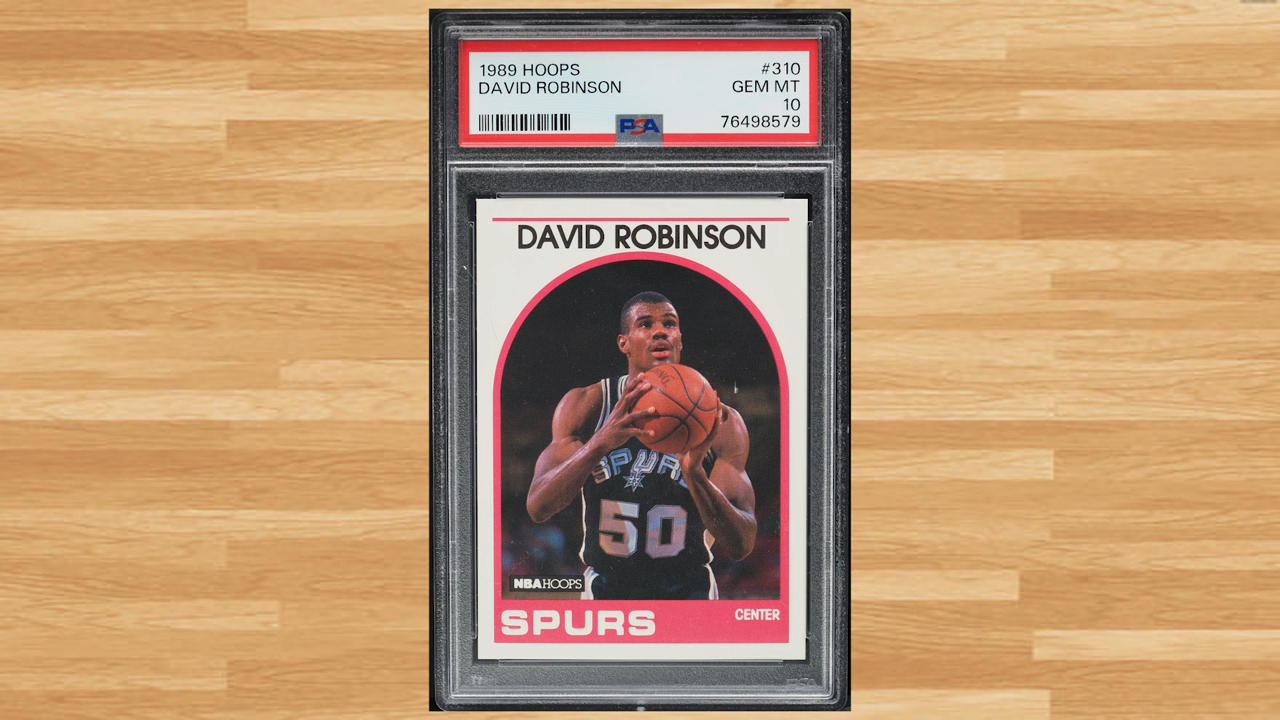 1989 HOOPS #310
DAVID ROBINSON GEM MT
10
PSA 76498579
DAVID ROBINSON
SPURS
50
NBA HOOPS
SPURS CENTER